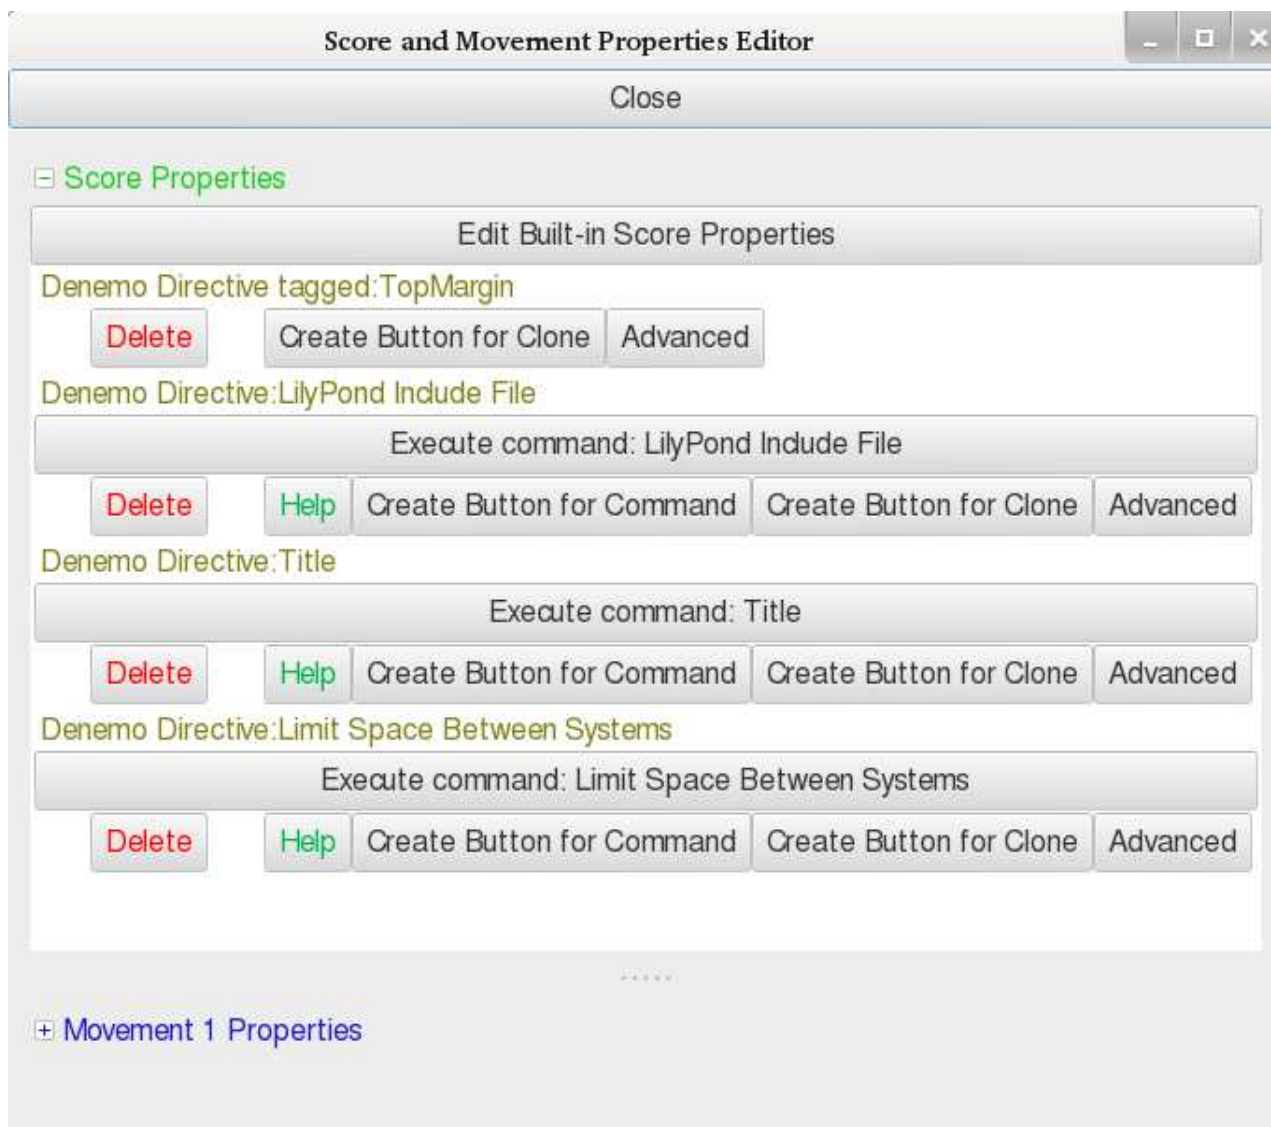 Score and Movement Properties Editor
Close
Score Properties
Edit Built-in Score Properties
Denemo Directive tagged:TopMargin
Delete Create Button for Clone Advanced
Denemo Directive:LilyPond Include File
Execute command: LilyPond Include File
Delete Help Create Button for Command Create Button for Clone Advanced
Denemo Directive:Title
Execute command: Title
Delete Help Create Button for Command Create Button for Clone Advanced
Denemo Directive:Limit Space Between Systems
Execute command: Limit Space Between Systems
Delete Help Create Button for Command Create Button for Clone Advanced
Movement 1 Properties